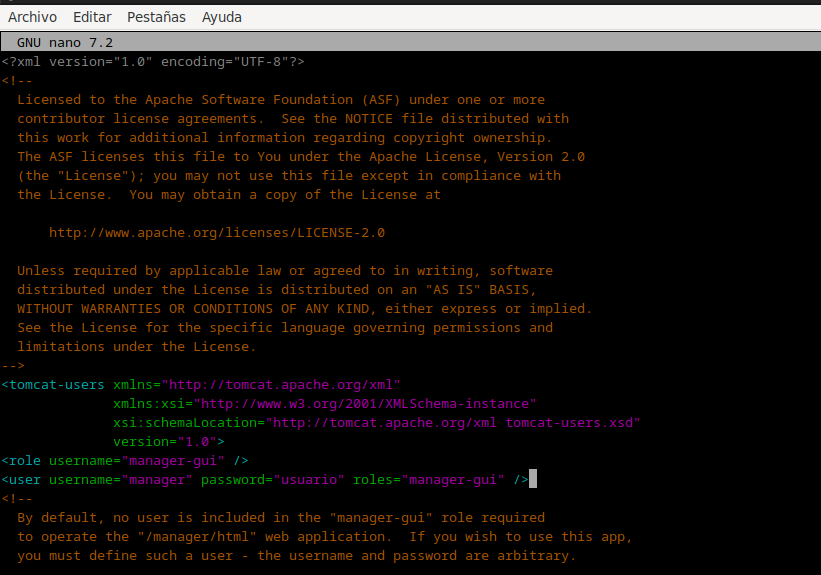 Archivo Editar Pestañas Ayuda
GNU nano 7.2
<?xml version="1.0" encoding="UTF-8"?>
<!--
Licensed to the Apache Software Foundation (ASF) under one or more
contributor license agreements.  See the NOTICE file distributed with
this work for additional information regarding copyright ownership.
The ASF licenses this file to You under the Apache License, Version 2.0
(the "License"); you may not use this file except in compliance with
the License.  You may obtain a copy of the License at
http://www.apache.org/licenses/LICENSE-2.0
Unless required by applicable law or agreed to in writing, software
distributed under the License is distributed on an "AS IS" BASIS,
WITHOUT WARRANTIES OR CONDITIONS OF ANY KIND, either express or implied.
See the License for the specific language governing permissions and
limitations under the License.
-->
<tomcat-users xmlns="http://tomcat.apache.org/xml"
xmlns:xsi="http://www.w3.org/2001/XMLSchema-instance"
xsi:schemaLocation="http://tomcat.apache.org/xml tomcat-users.xsd"
version="1.0">
<role username="manager-gui" />
<user username="manager" password="usuario" roles="manager-gui" />
<!--
By default, no user is included in the "manager-gui" role required
to operate the "/manager/html" web application.  If you wish to use this app,
you must define such a user - the username and password are arbitrary.